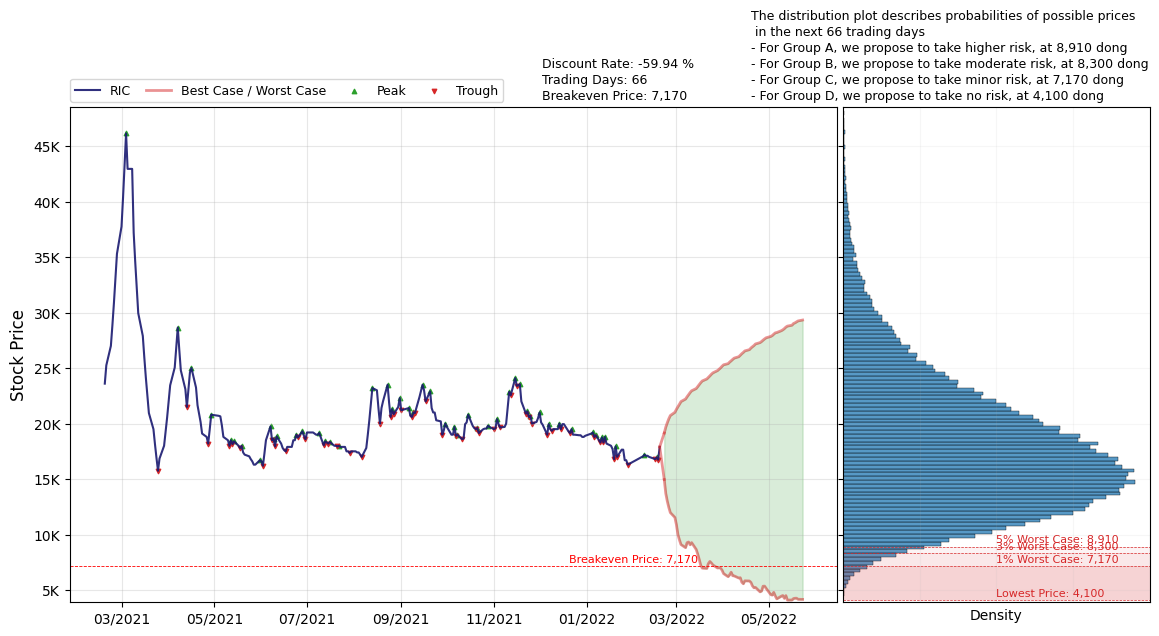 The distribution plot describes probabilities of possible prices
in the next 66 trading days
- For Group A, we propose to take higher risk, at 8,910 dong
- For Group B, we propose to take moderate risk, at 8,300 dong
- For Group C, we propose to take minor risk, at 7,170 dong
- For Group D, we propose to take no risk, at 4,100 dong
Discount Rate: -59.94 %
Trading Days: 66
Breakeven Price: 7,170
RIC
Best Case / Worst Case
Peak
Trough
Stock Price
45K
40K
35K
30K
25K
20K
15K
10K
5K
Breakeven Price: 7,170
03/2021
05/2021
07/2021
09/2021
11/2021
01/2022
03/2022
05/2022
5% Worst Case: 8,910
3% Worst Case: 8,300
1% Worst Case: 7,170
Lowest Price: 4,100
Density